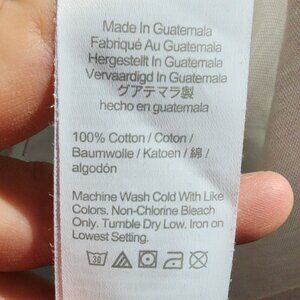 Made In Guatemala
Fabriqué Au Guatemala
Hergestellt In Guatemala
Vervaardigd In Guatemala
グアテマラ製
hecho en guatemala
100% Cotton / Coton /
Baumwolle / Katoen / 綿 /
algodón
Machine Wash Cold With Like
Colors. Non-Chlorine Bleach
Only. Tumble Dry Low. Iron on
Lowest Setting.
30